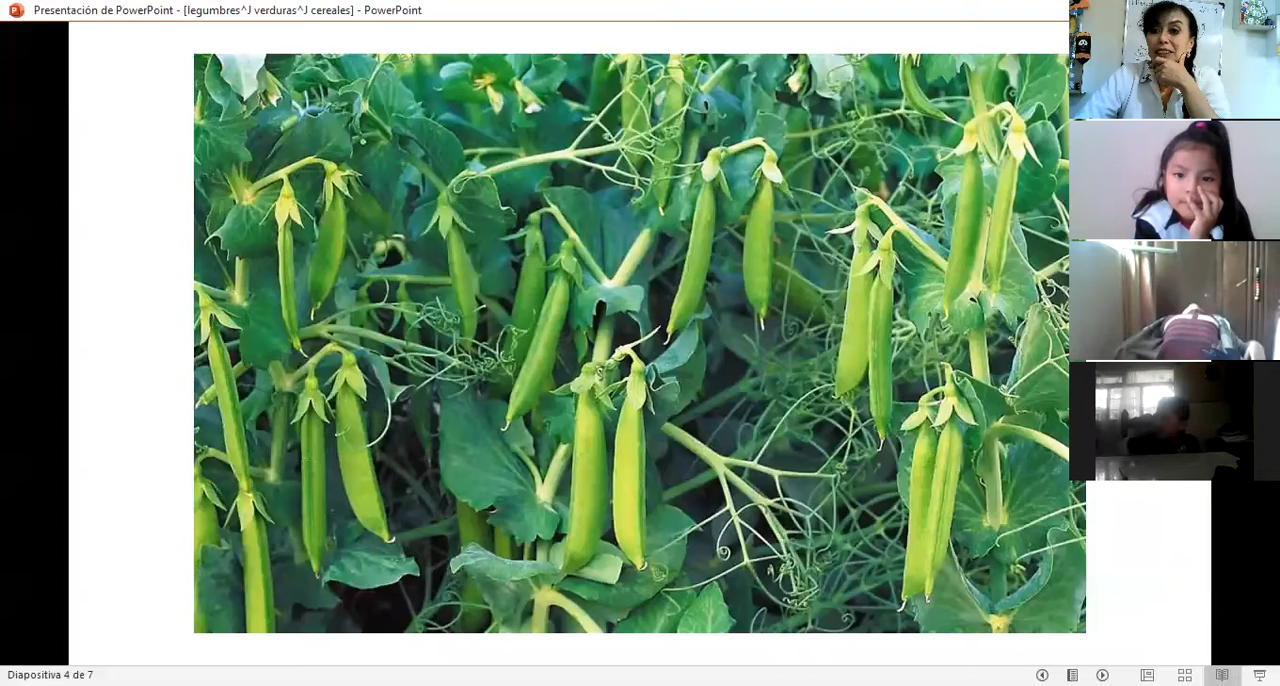 Presentación de PowerPoint - [legumbres^J verduras^J cereales] - PowerPoint
Diapositiva 4 de 7